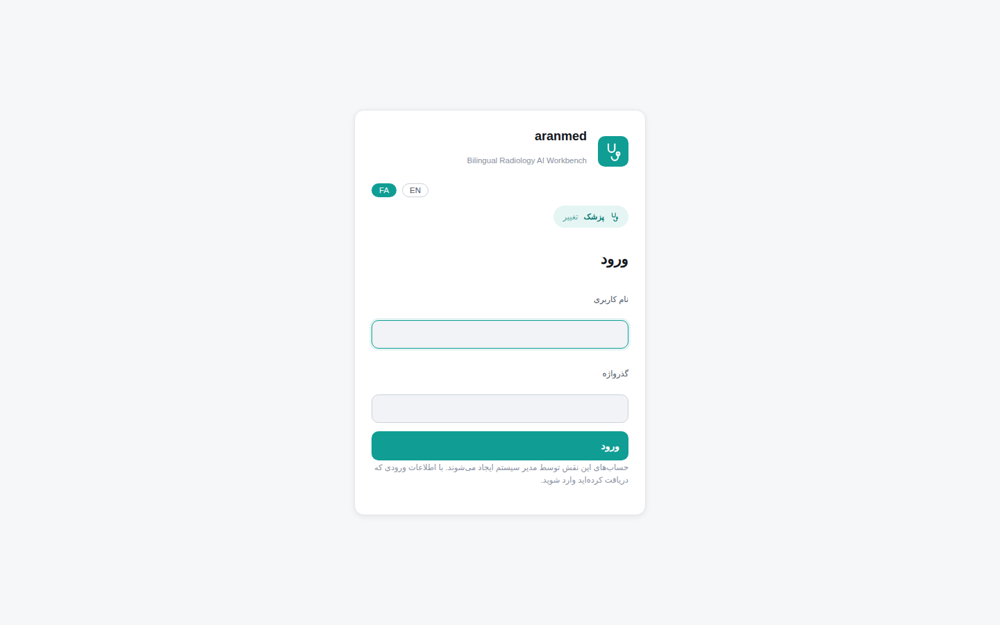 aranmed
Bilingual Radiology AI Workbench
FA EN
پزشک تغییر
ورود
نام کاربری
گذرواژه
ورود
حساب‌های این نقش توسط مدیر سیستم ایجاد می‌شوند. با اطلاعات ورودی که
دریافت کرده‌اید وارد شوید.